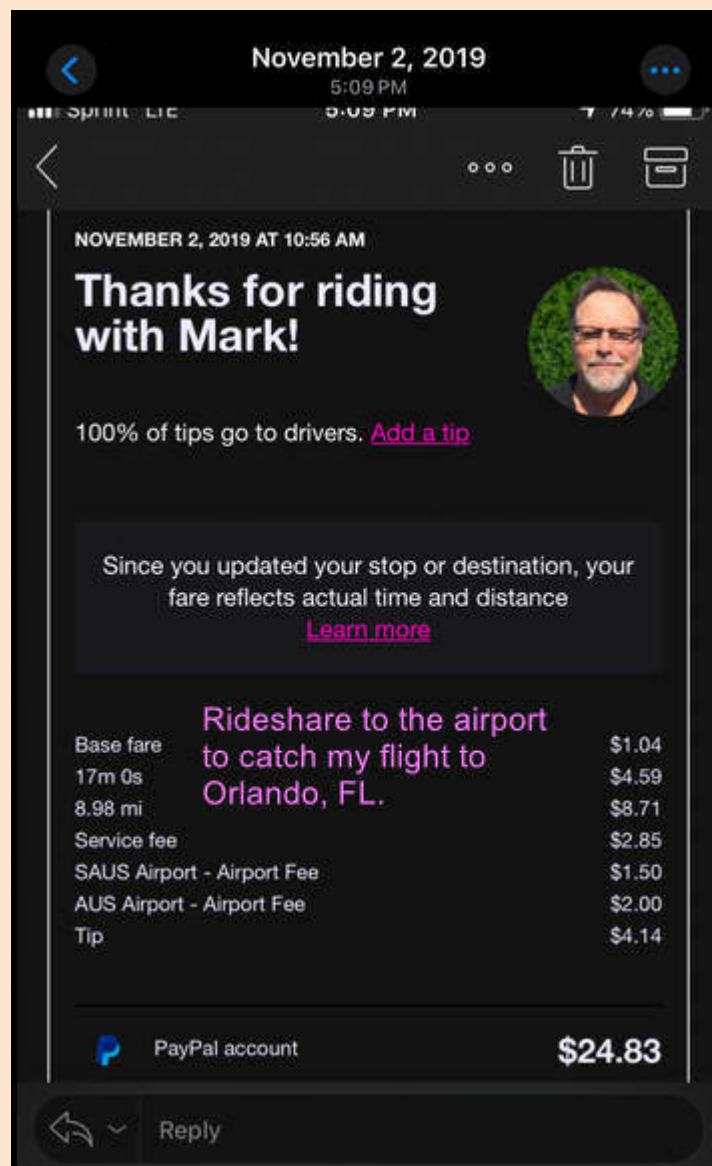 November 2, 2019
5:09 PM
Sprint LTE 5:09 PM 74%
NOVEMBER 2, 2019 AT 10:56 AM
Thanks for riding
with Mark!
100% of tips go to drivers. Add a tip
Since you updated your stop or destination, your
fare reflects actual time and distance
Learn more
Rideshare to the airport
to catch my flight to
Orlando, FL.
Base fare $1.04
17m 0s $4.59
8.98 mi $8.71
Service fee $2.85
SAUS Airport - Airport Fee $1.50
AUS Airport - Airport Fee $2.00
Tip $4.14
PayPal account $24.83
Reply